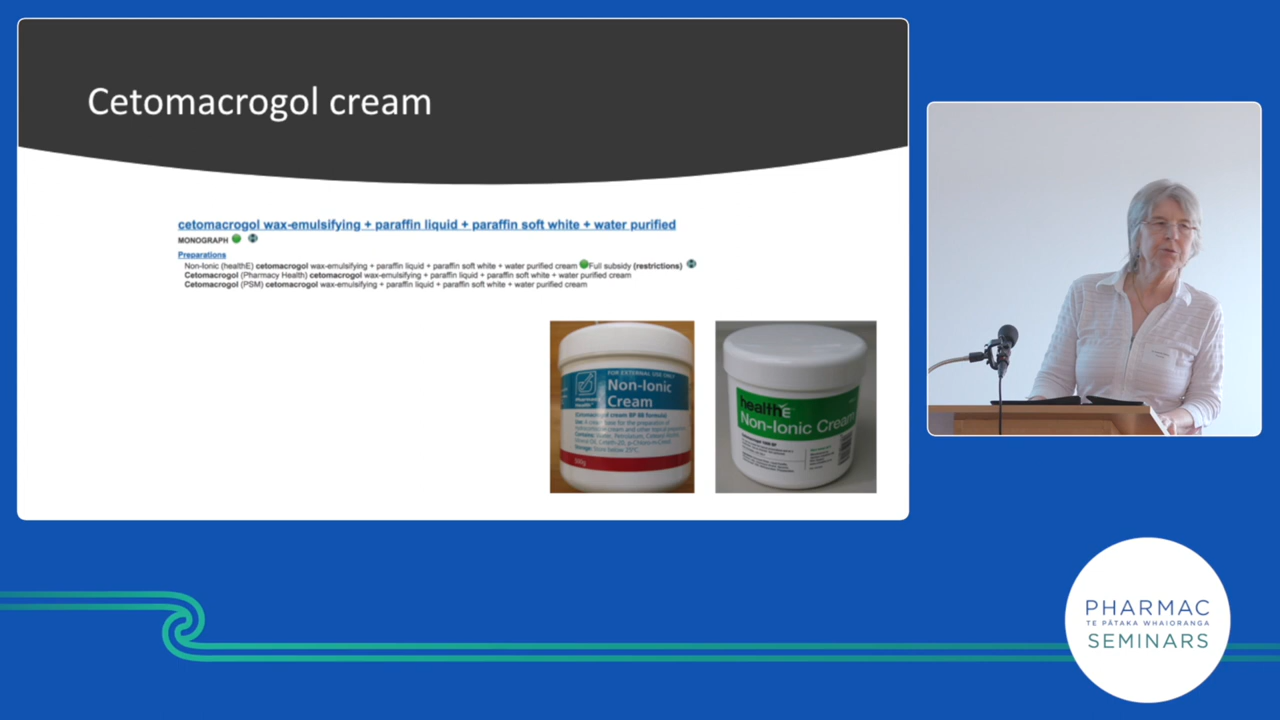 Cetomacrogol cream
cetomacrogol wax-emulsifying + paraffin liquid + paraffin soft white + water purified
MONOGRAPH
Preparations
Non-Ionic (healthE) cetomacrogol wax-emulsifying + paraffin liquid + paraffin soft white + water purified cream Full subsidy (restrictions)
Cetomacrogol (Pharmacy Health) cetomacrogol wax-emulsifying + paraffin liquid + paraffin soft white + water purified cream
Cetomacrogol (PSM) cetomacrogol wax-emulsifying + paraffin liquid + paraffin soft white + water purified cream
FOR EXTERNAL USE ONLY
Non-Ionic
Cream
500g
healthE
Non-Ionic Cream
PHARMAC
TE PĀTAKA WHAIORANGA
SEMINARS